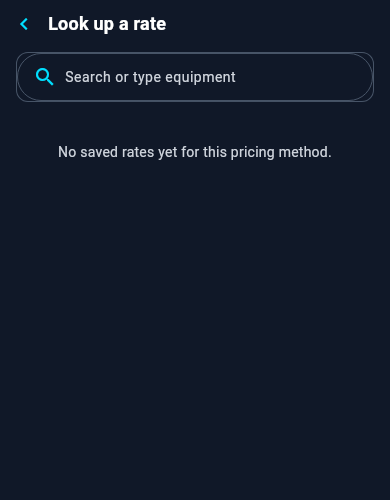 Look up a rate
Search or type equipment
No saved rates yet for this pricing method.